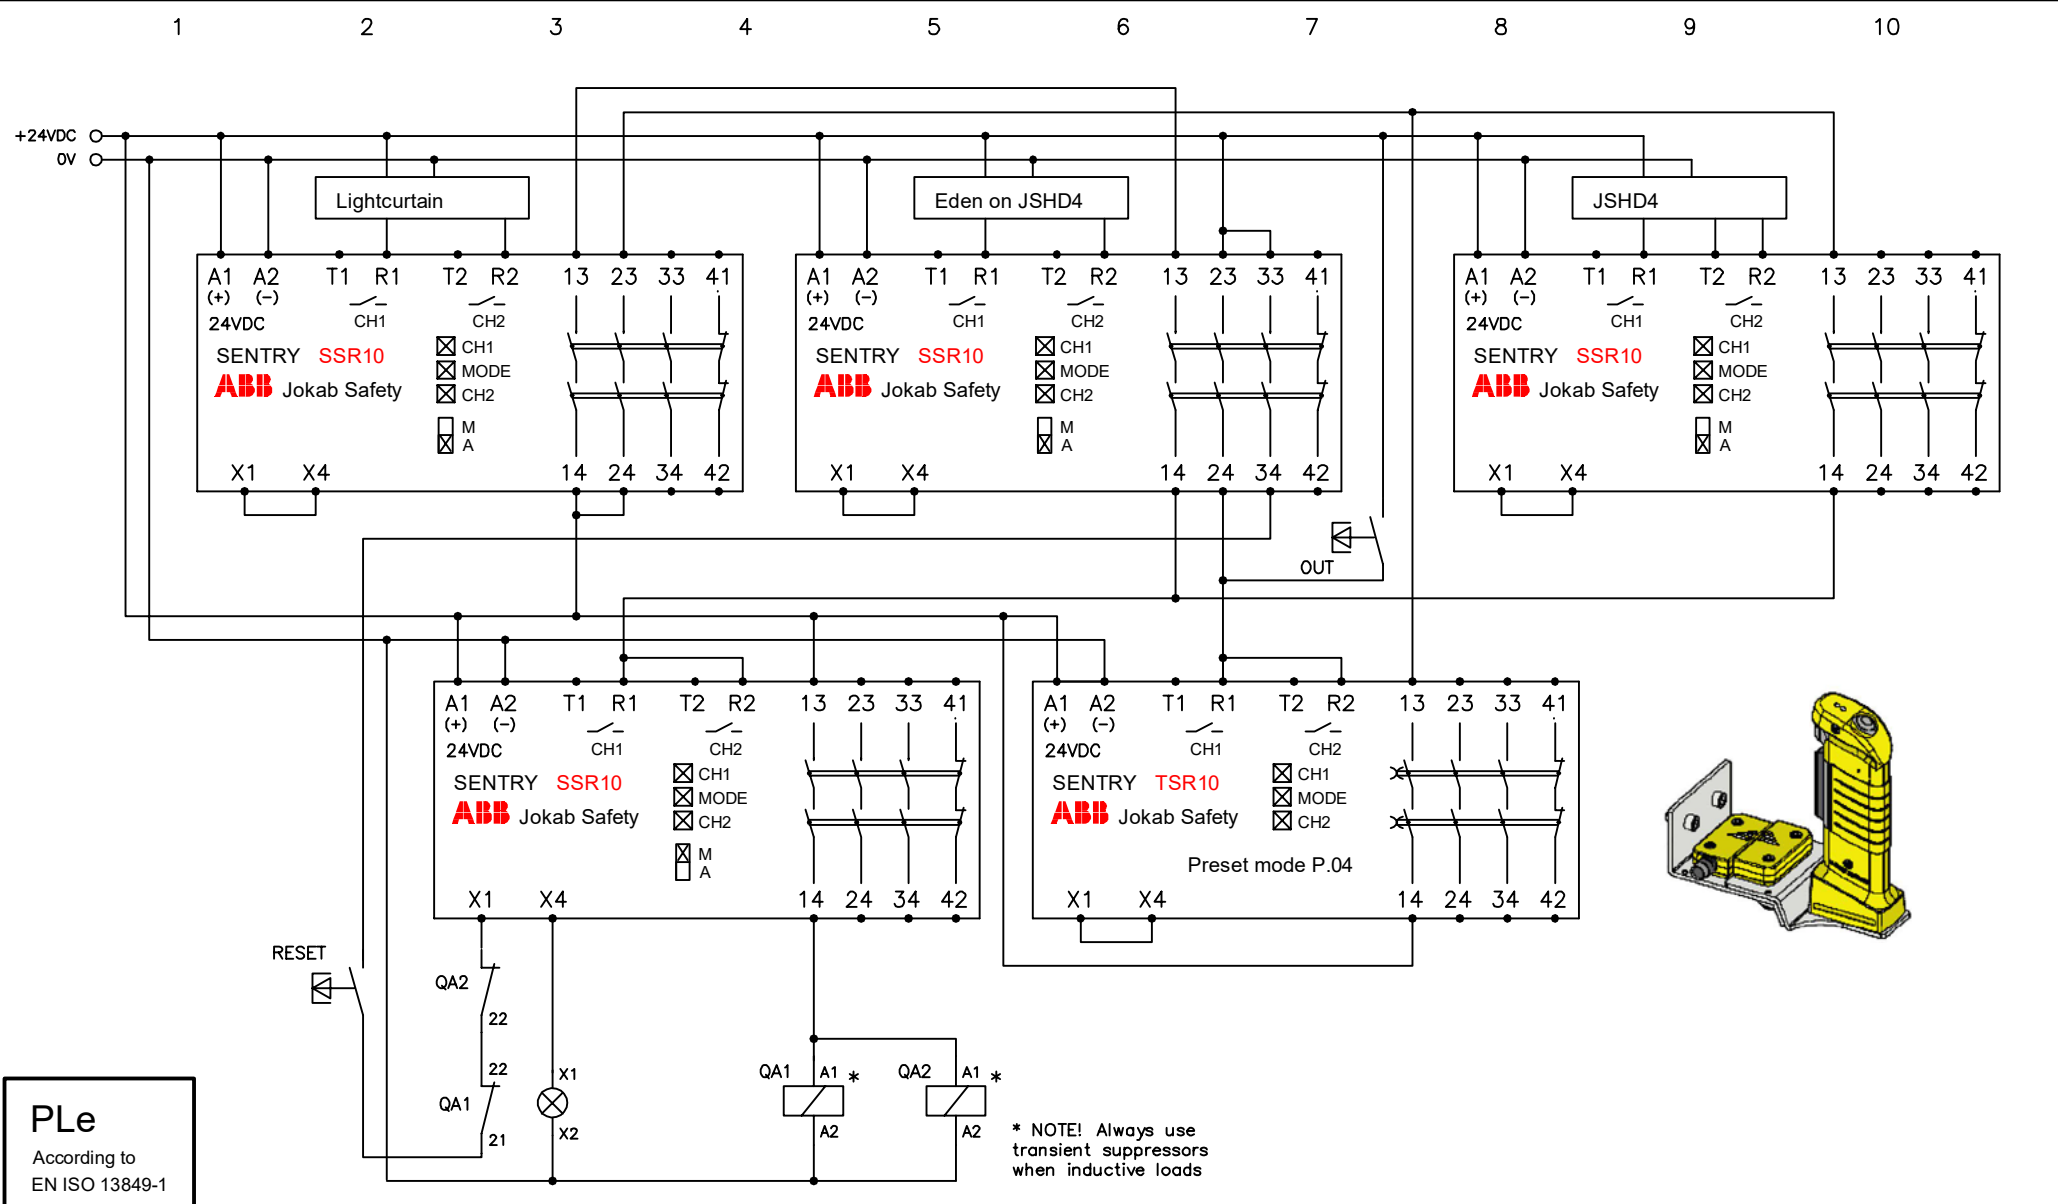 1 2 3 4 5 6 7 8 9 10
+24VDC
0V
Lightcurtain
Eden on JSHD4
JSHD4
A1 A2 T1 R1 T2 R2 13 23 33 41
(+) (-) CH1 CH2
24VDC
SENTRY SSR10
ABB Jokab Safety
CH1
MODE
CH2
M
A
X1 X4 14 24 34 42
A1 A2 T1 R1 T2 R2 13 23 33 41
(+) (-) CH1 CH2
24VDC
SENTRY SSR10
ABB Jokab Safety
CH1
MODE
CH2
M
A
X1 X4 14 24 34 42
A1 A2 T1 R1 T2 R2 13 23 33 41
(+) (-) CH1 CH2
24VDC
SENTRY SSR10
ABB Jokab Safety
CH1
MODE
CH2
M
A
X1 X4 14 24 34 42
OUT
A1 A2 T1 R1 T2 R2 13 23 33 41
(+) (-) CH1 CH2
24VDC
SENTRY SSR10
ABB Jokab Safety
CH1
MODE
CH2
M
A
X1 X4 14 24 34 42
A1 A2 T1 R1 T2 R2 13 23 33 41
(+) (-) CH1 CH2
24VDC
SENTRY TSR10
ABB Jokab Safety
CH1
MODE
CH2
Preset mode P.04
X1 X4 14 24 34 42
RESET
QA2
22
22
QA1
21
X1
X2
QA1 A1 *
A2
QA2 A1 *
A2
* NOTE! Always use
transient suppressors
when inductive loads
PLe
According to
EN ISO 13849-1